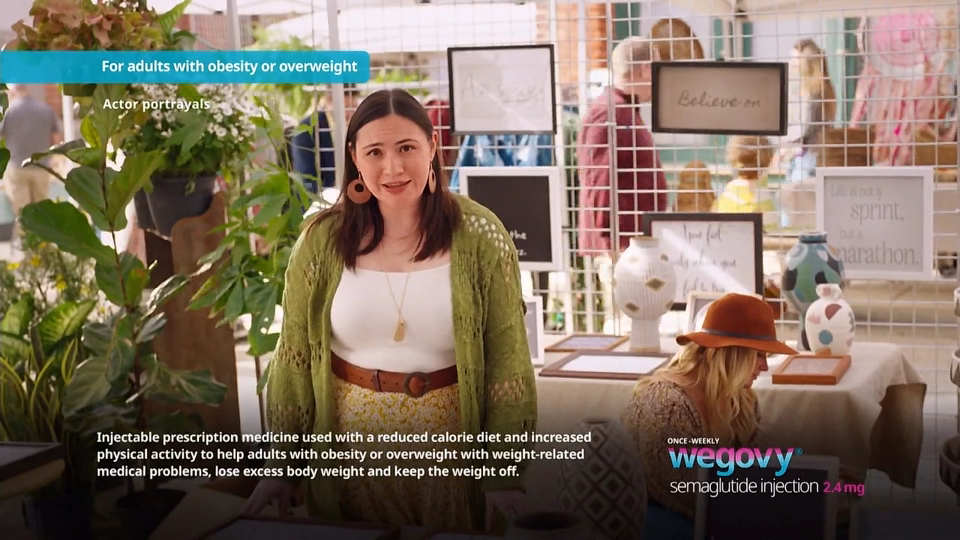 For adults with obesity or overweight
Actor portrayals
Believe on
Life is not a
sprint,
but a
marathon.
Injectable prescription medicine used with a reduced calorie diet and increased
physical activity to help adults with obesity or overweight with weight-related
medical problems, lose excess body weight and keep the weight off.
ONCE-WEEKLY
wegovy®
semaglutide injection 2.4 mg